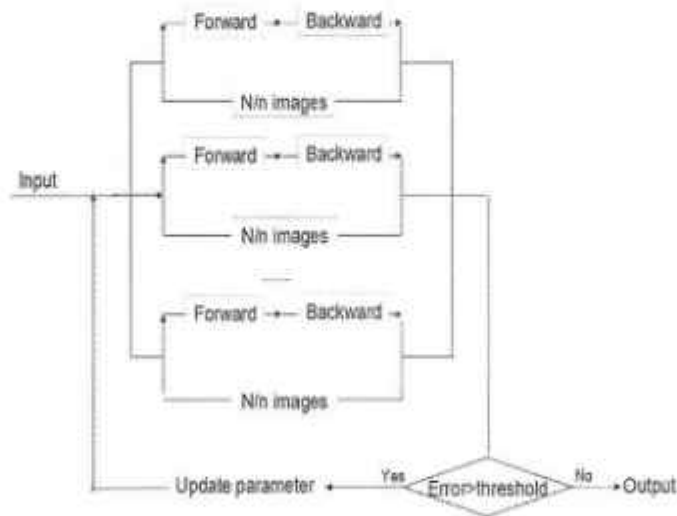 Forward Backward
N/n images
Forward Backward
Input
N/n images
Forward Backward
N/n images
Update parameter Yes Error>threshold No Output